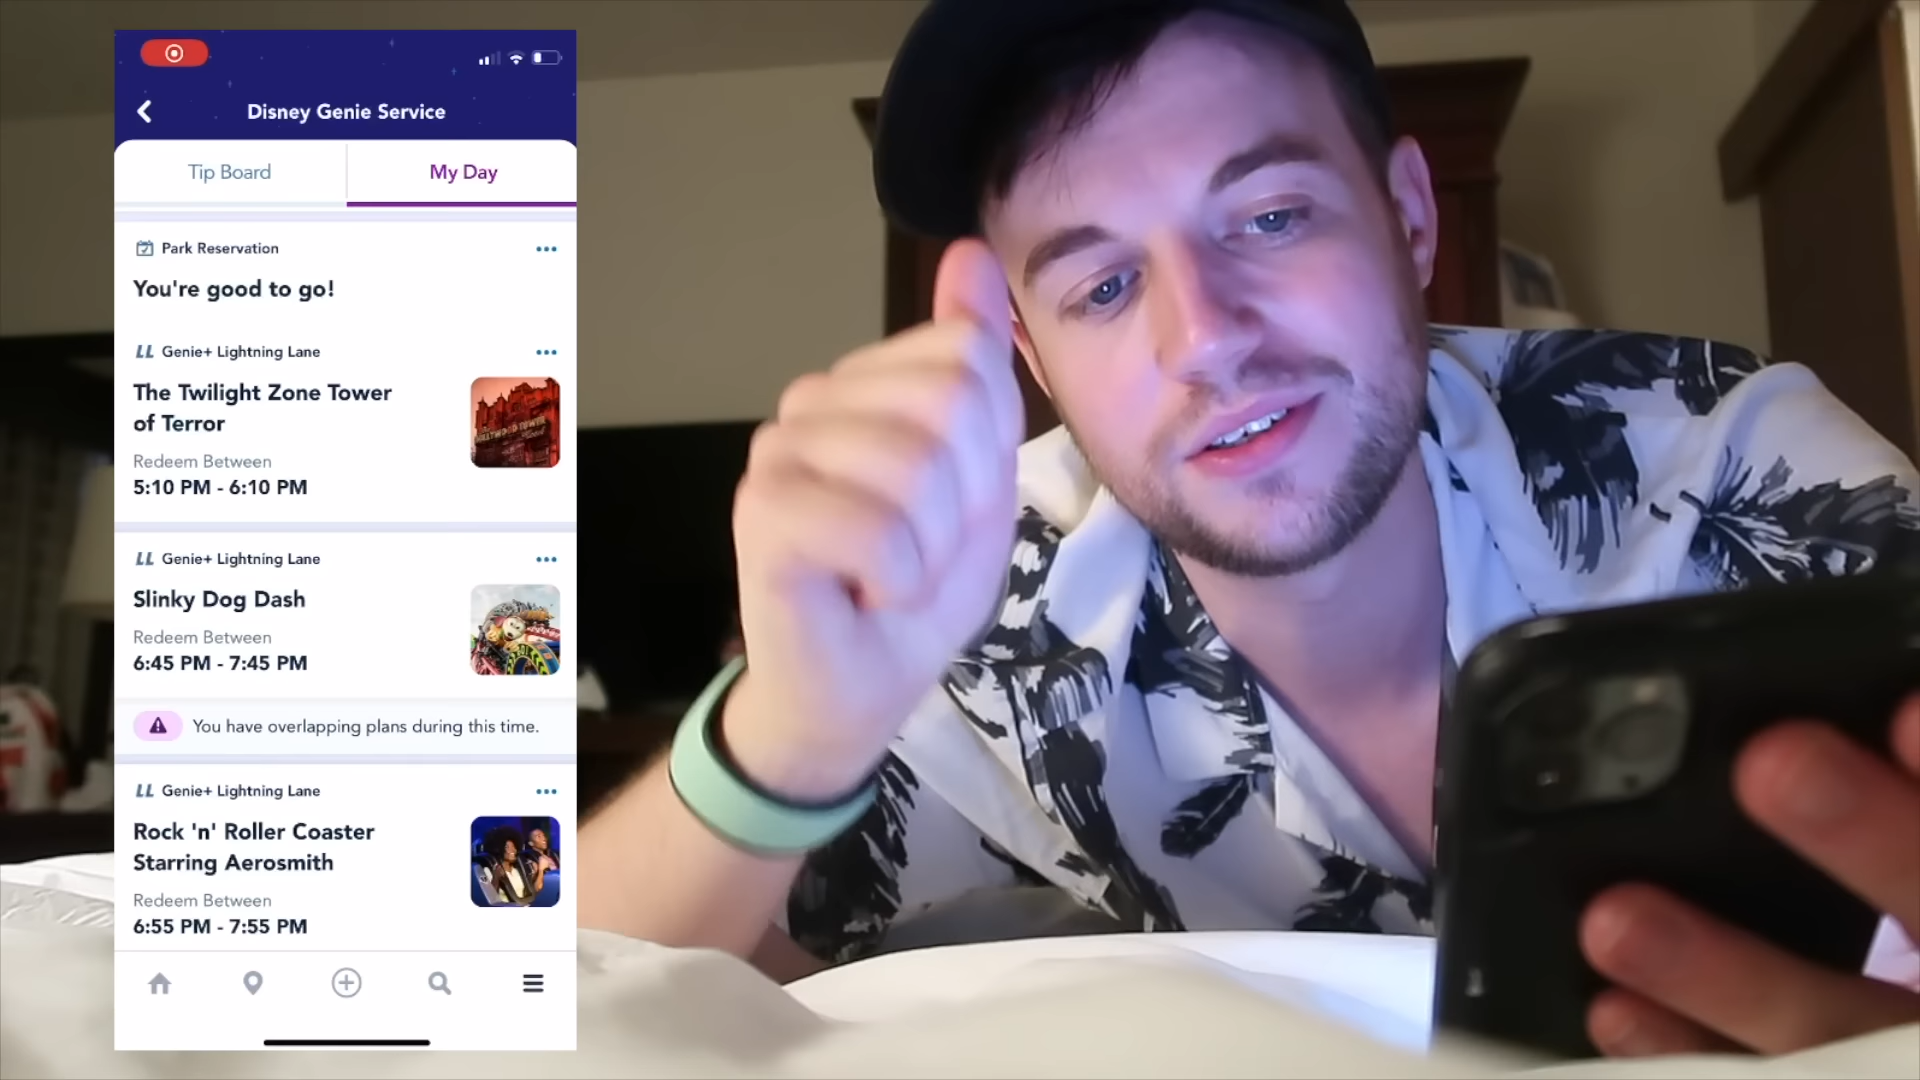 Disney Genie Service
Tip Board
My Day
Park Reservation
You're good to go!
LL Genie+ Lightning Lane
The Twilight Zone Tower
of Terror
HOLLYWOOD TOWER
Hotel
Redeem Between
5:10 PM - 6:10 PM
LL Genie+ Lightning Lane
Slinky Dog Dash
Redeem Between
6:45 PM - 7:45 PM
You have overlapping plans during this time.
LL Genie+ Lightning Lane
Rock 'n' Roller Coaster
Starring Aerosmith
Redeem Between
6:55 PM - 7:55 PM